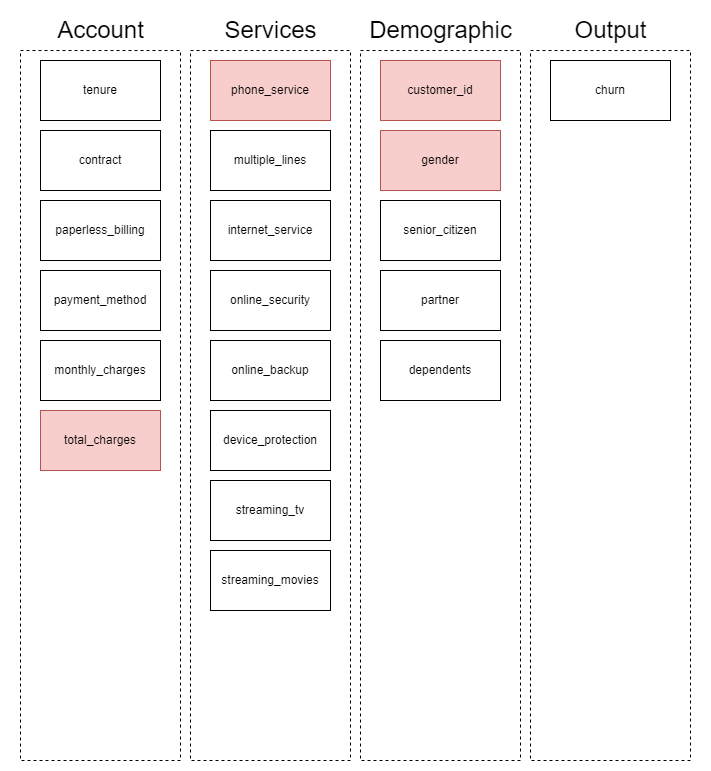 Account
tenure
contract
paperless_billing
payment_method
monthly_charges
total_charges
Services
phone_service
multiple_lines
internet_service
online_security
online_backup
device_protection
streaming_tv
streaming_movies
Demographic
customer_id
gender
senior_citizen
partner
dependents
Output
churn